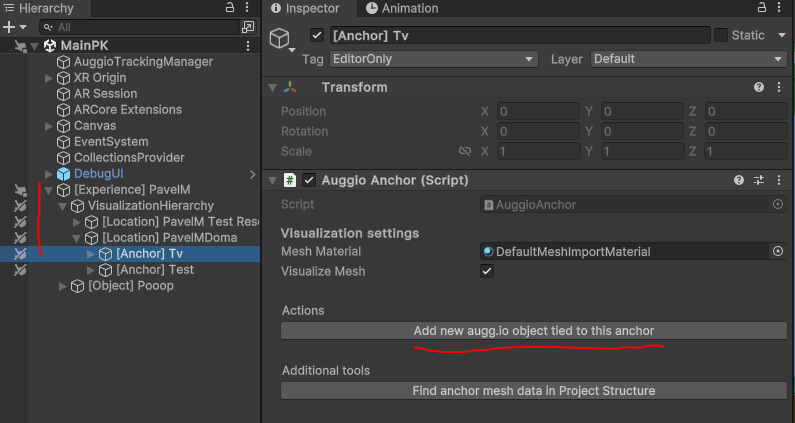 Hierarchy
All
MainPK
AuggioTrackingManager
XR Origin
AR Session
ARCore Extensions
Canvas
EventSystem
CollectionsProvider
DebugUI
[Experience] PavelM
VisualizationHierarchy
[Location] PavelM Test Res
[Location] PavelMDoma
[Anchor] Tv
[Anchor] Test
[Object] Pooop
Inspector Animation
[Anchor] Tv Static
Tag EditorOnly Layer Default
Transform
Position X 0 Y 0 Z 0
Rotation X 0 Y 0 Z 0
Scale X 1 Y 1 Z 1
# Auggio Anchor (Script)
Script AuggioAnchor
Visualization settings
Mesh Material DefaultMeshImportMaterial
Visualize Mesh
Actions
Add new augg.io object tied to this anchor
Additional tools
Find anchor mesh data in Project Structure